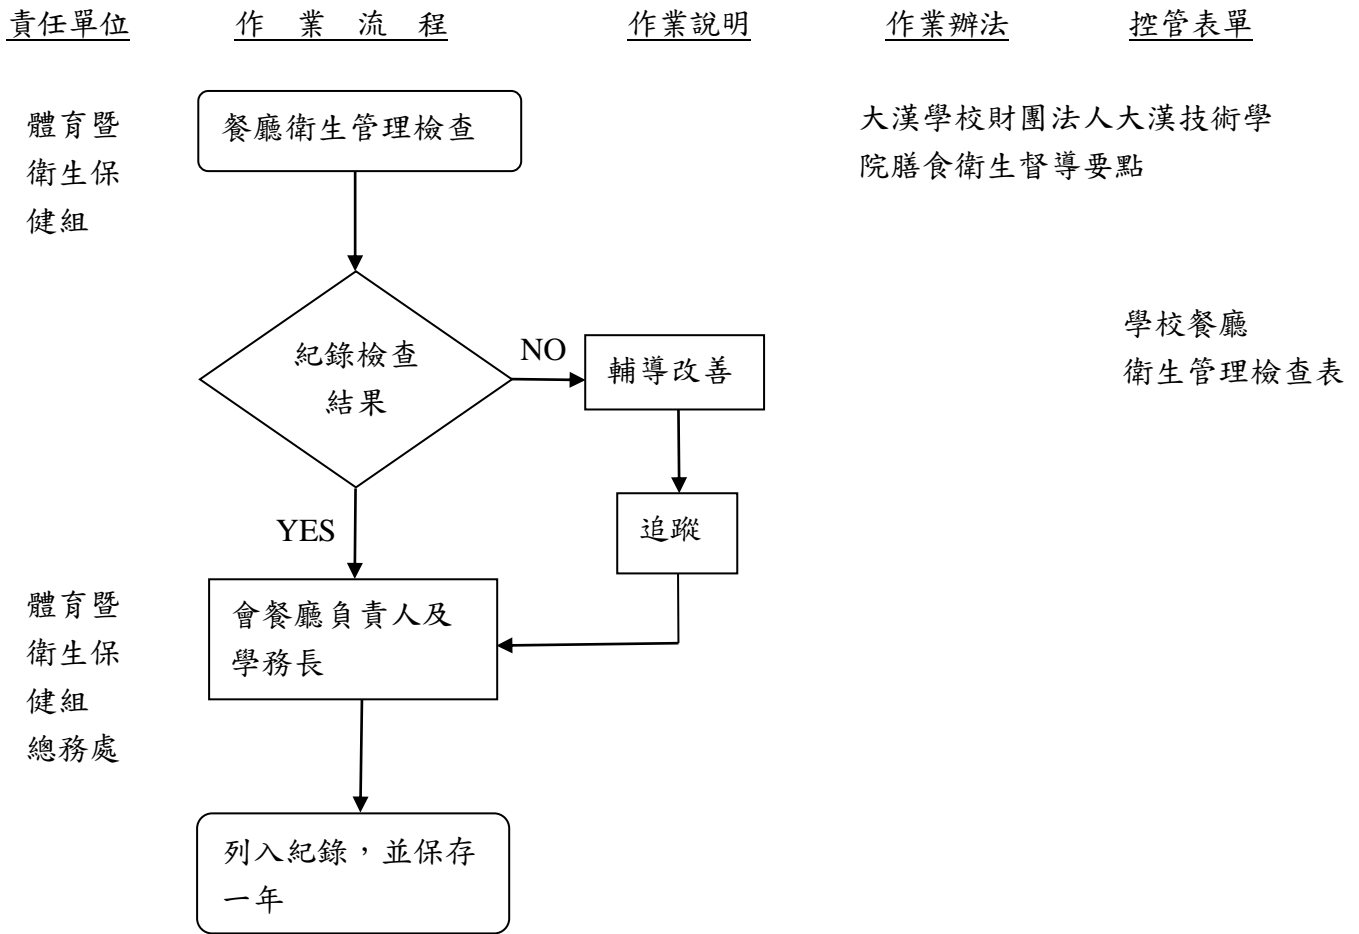 責任單位 作 業 流 程 作業說明 作業辦法 控管表單
體育暨
衛生保
健組
餐廳衛生管理檢查
大漢學校財團法人大漢技術學
院膳食衛生督導要點
紀錄檢查
結果
NO
輔導改善
學校餐廳
衛生管理檢查表
YES
追蹤
體育暨
衛生保
健組
總務處
會餐廳負責人及
學務長
列入紀錄，並保存
一年